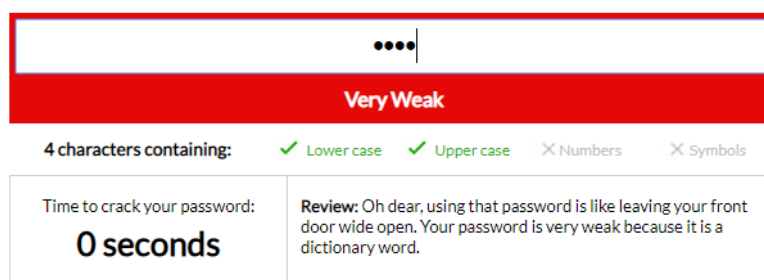 ••••
Very Weak
4 characters containing: Lower case Upper case Numbers Symbols
Time to crack your password:
0 seconds
Review: Oh dear, using that password is like leaving your front
door wide open. Your password is very weak because it is a
dictionary word.